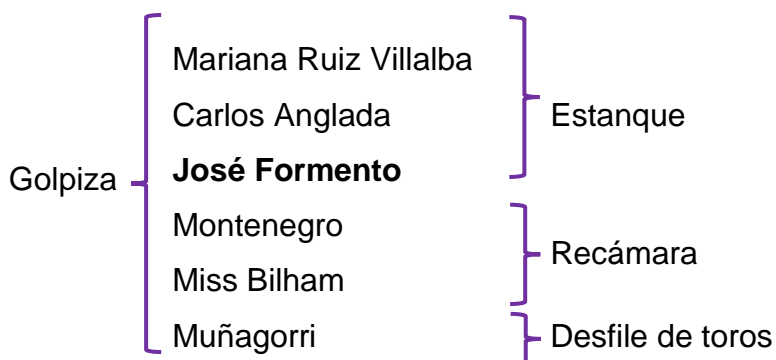 Mariana Ruiz Villalba
Carlos Anglada
Estanque
Golpiza
José Formento
Montenegro
Recámara
Miss Bilham
Muñagorri
Desfile de toros